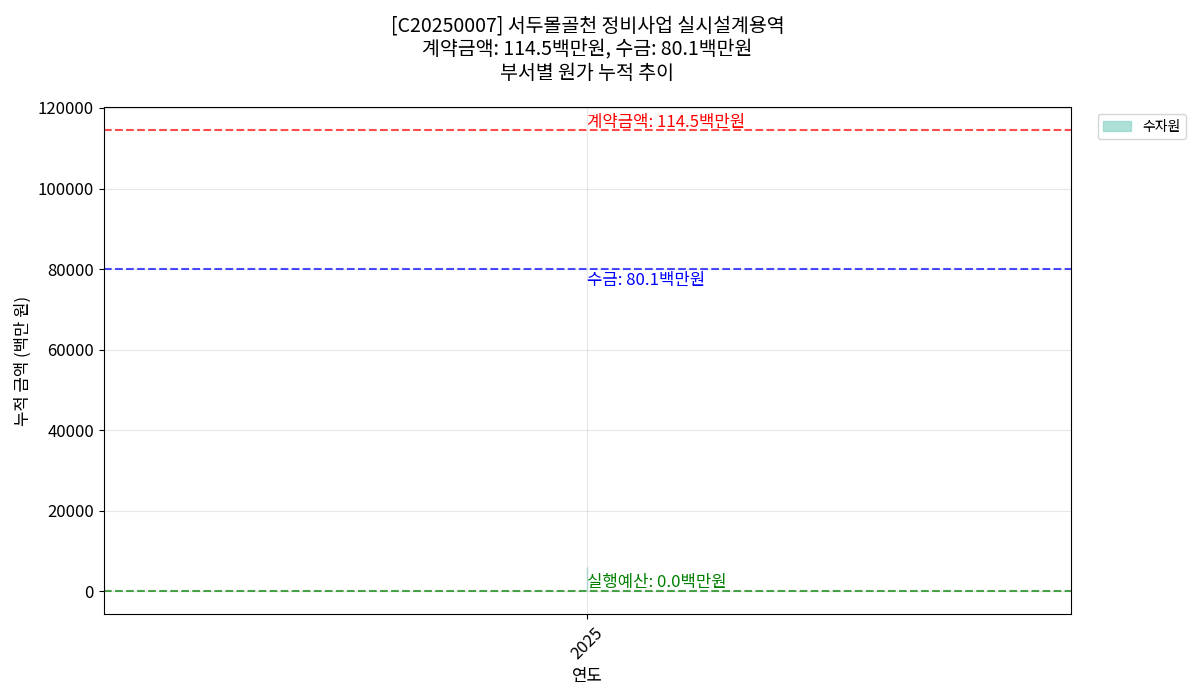 [C20250007] 서두몰골천 정비사업 실시설계용역
계약금액: 114.5백만원, 수금: 80.1백만원
부서별 원가 누적 추이
120000
100000
80000
60000
40000
20000
0
누적 금액 (백만 원)
계약금액: 114.5백만원
수금: 80.1백만원
실행예산: 0.0백만원
수자원
2025
연도